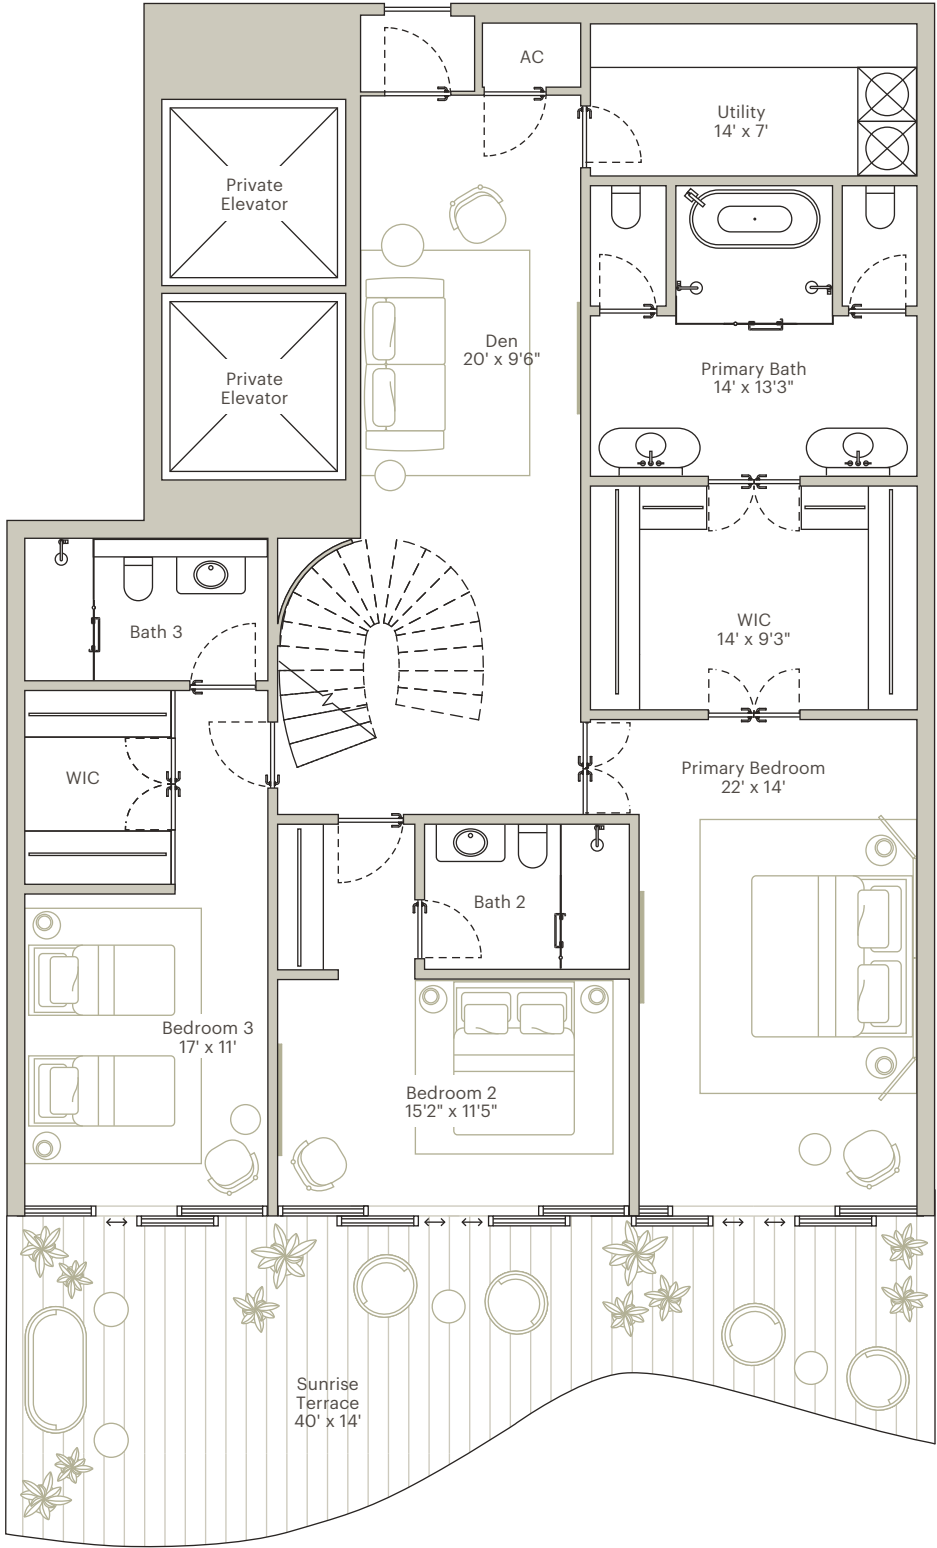 AC
Utility
14' x 7'
Private
Elevator
Den
20' x 9'6"
Primary Bath
14' x 13'3"
Private
Elevator
Bath 3
WIC
14' x 9'3"
WIC
Primary Bedroom
22' x 14'
Bath 2
Bedroom 3
17' x 11'
Bedroom 2
15'2" x 11'5"
Sunrise
Terrace
40' x 14'